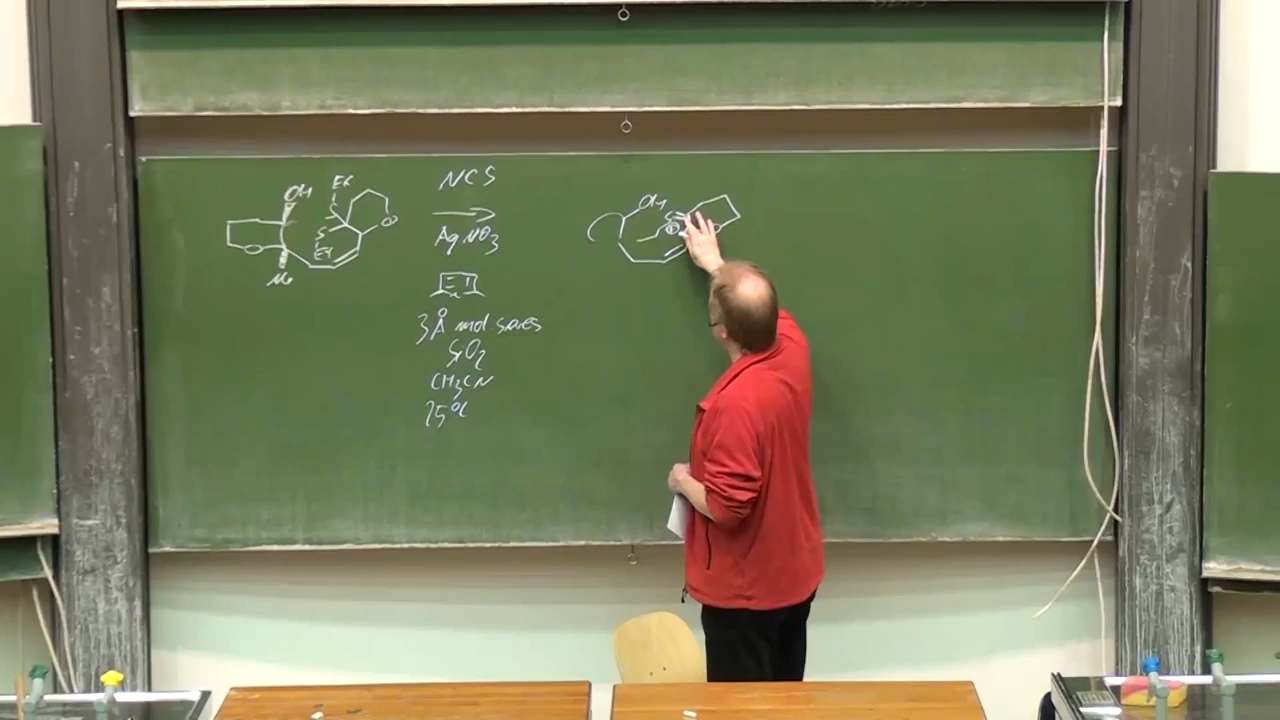 OH
Et
S
S
Et
O
O
Me
NCS
AgNO3
3Å mol. sieves
SiO2
CH3CN
25°C
OH
S
⊕